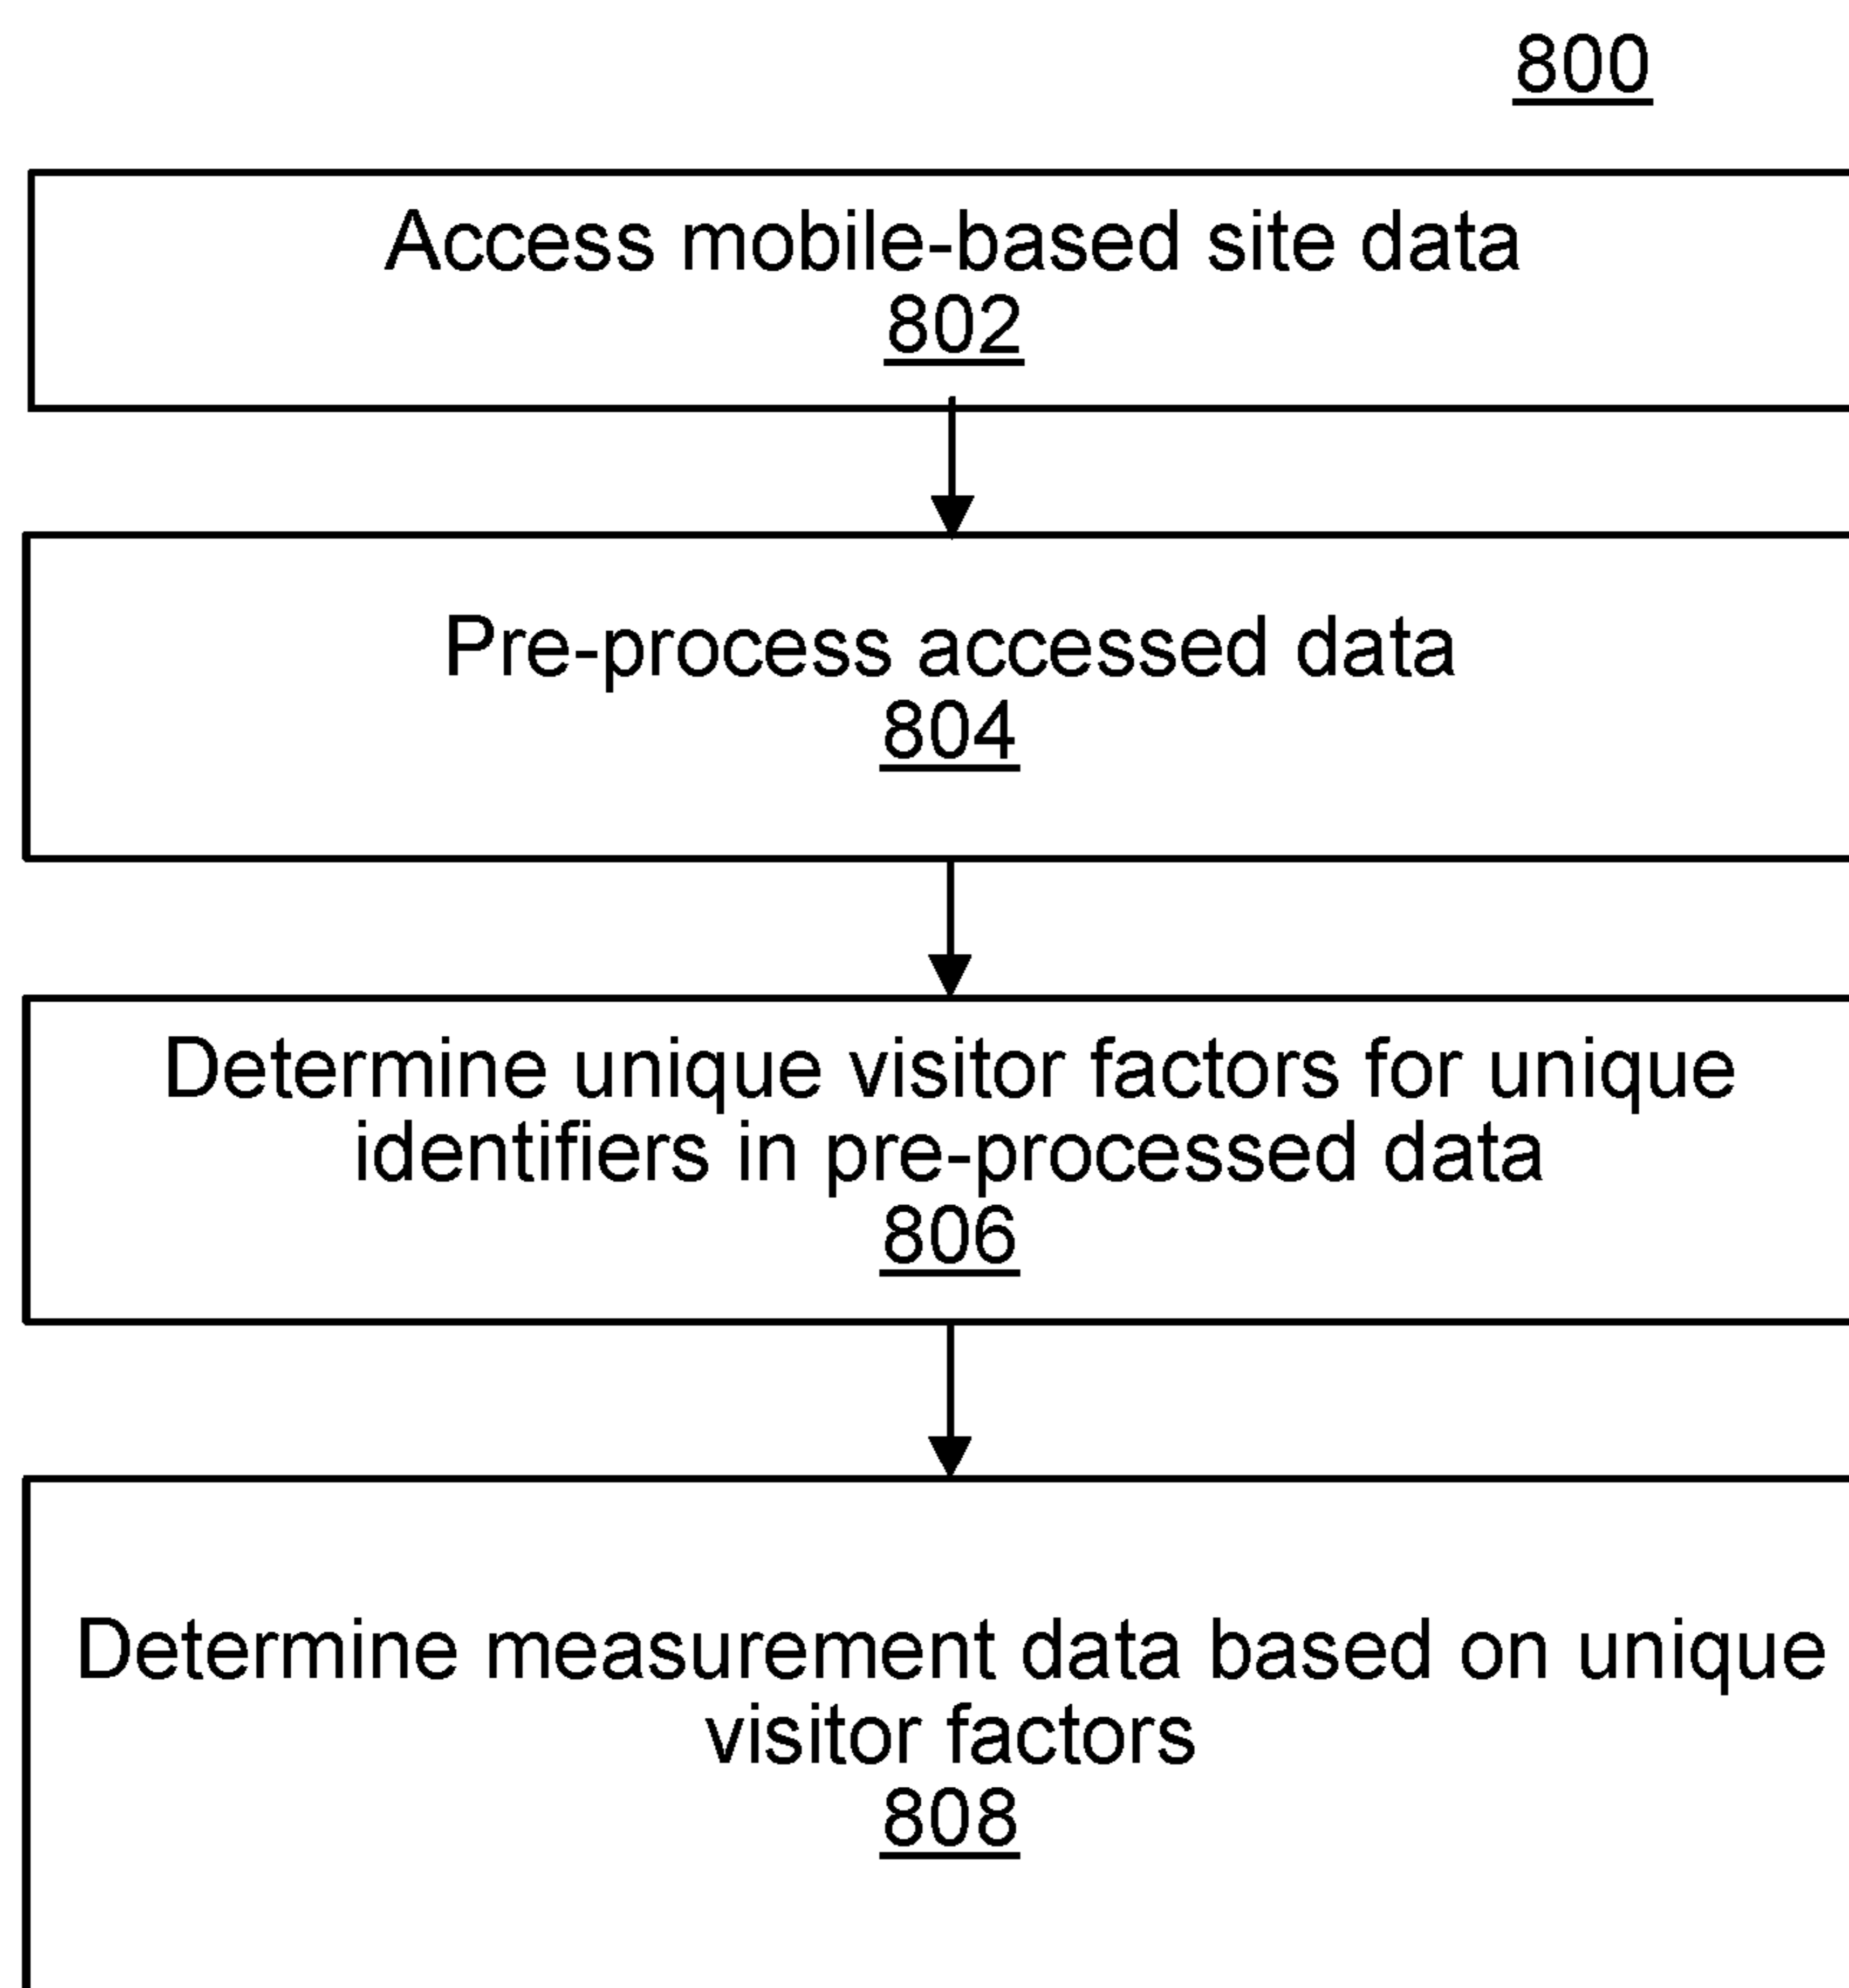 800
Access mobile-based site data
802
Pre-process accessed data
804
Determine unique visitor factors for unique
identifiers in pre-processed data
806
Determine measurement data based on unique
visitor factors
808